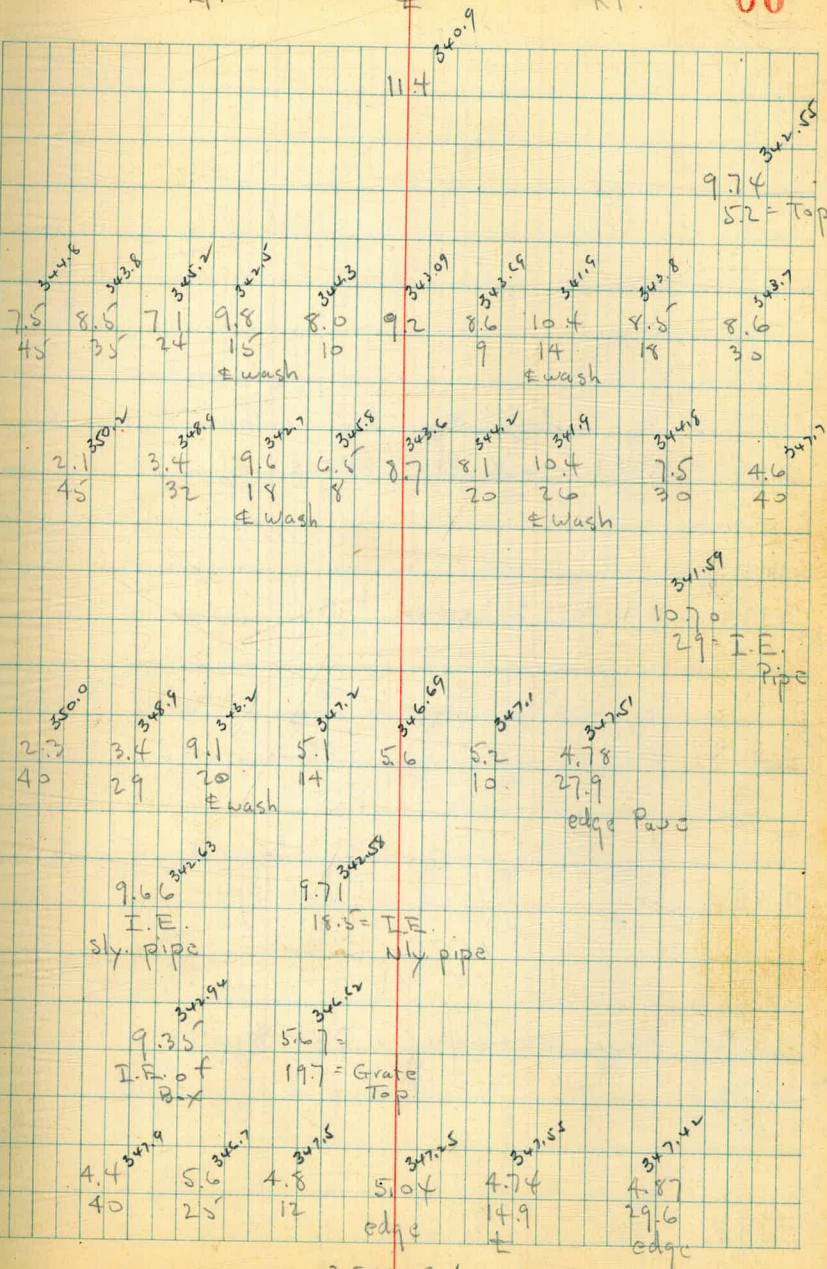 ℄ 60
340.9
11.4
342.55
9.74
5.2 = Top
344.8 343.8 345.2 342.5 344.3 343.09 343.69 341.9 343.8 343.7
7.5 8.5 7.1 9.8 8.0 9.2 8.6 10.4 8.5 8.6
45 35 24 15 10 9 14 18 30
℄ wash ℄ wash
350.2 348.9 342.7 345.8 343.6 344.2 341.9 344.8 347.7
2.1 3.4 9.6 6.5 8.7 8.1 10.4 7.5 4.6
45 32 18 8 20 26 30 40
℄ wash ℄ wash
341.59
10.70
29 = I.E.
Pipe
350.0 348.9 343.2 347.2 346.69 347.1 347.51
2.3 3.4 9.1 5.1 5.6 5.2 4.78
40 29 20 14 10 27.9
℄ wash
edge Pave
342.63 342.58
9.66 9.71
I.E. 18.5 = I.E.
Sly. pipe Nly pipe
342.94 346.62
9.35 5.67 =
I.E. of 19.7 = Grate
Box Top
347.9 346.7 347.5 347.25 347.55 347.42
4.4 5.6 4.8 5.04 4.74 4.87
40 25 12 14.9 29.6
edge ℄ edge